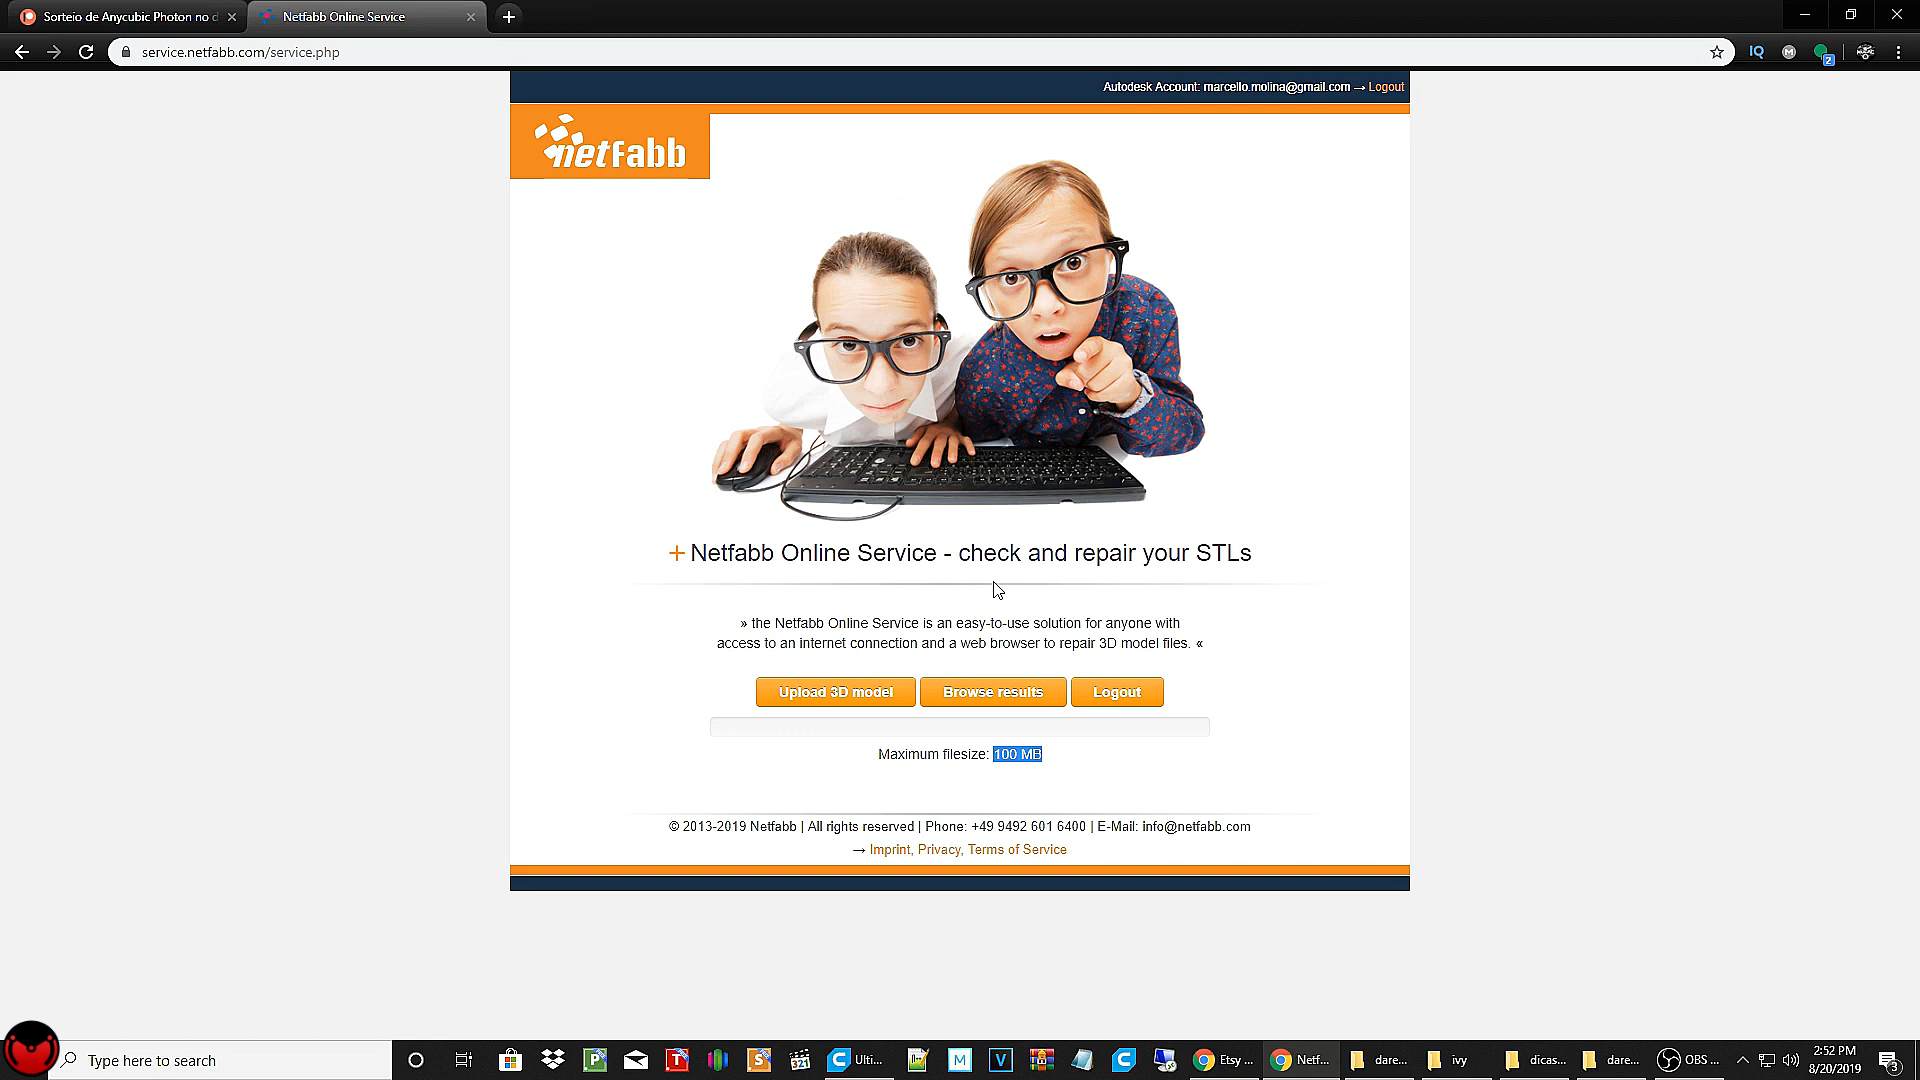 Sorteio de Anycubic Photon no d
Netfabb Online Service
service.netfabb.com/service.php
IQ
M
2
Autodesk Account: marcello.molina@gmail.com → Logout
netfabb
+ Netfabb Online Service - check and repair your STLs
» the Netfabb Online Service is an easy-to-use solution for anyone with
access to an internet connection and a web browser to repair 3D model files. «
Upload 3D model
Browse results
Logout
Maximum filesize: 100 MB
© 2013-2019 Netfabb | All rights reserved | Phone: +49 9492 601 6400 | E-Mail: info@netfabb.com
→ Imprint, Privacy, Terms of Service
Type here to search
P
T
S
321
C
Ulti...
M
V
C
Etsy ...
Netf...
dare...
ivy
dicas...
dare...
OBS ...
2:52 PM
8/20/2019
3